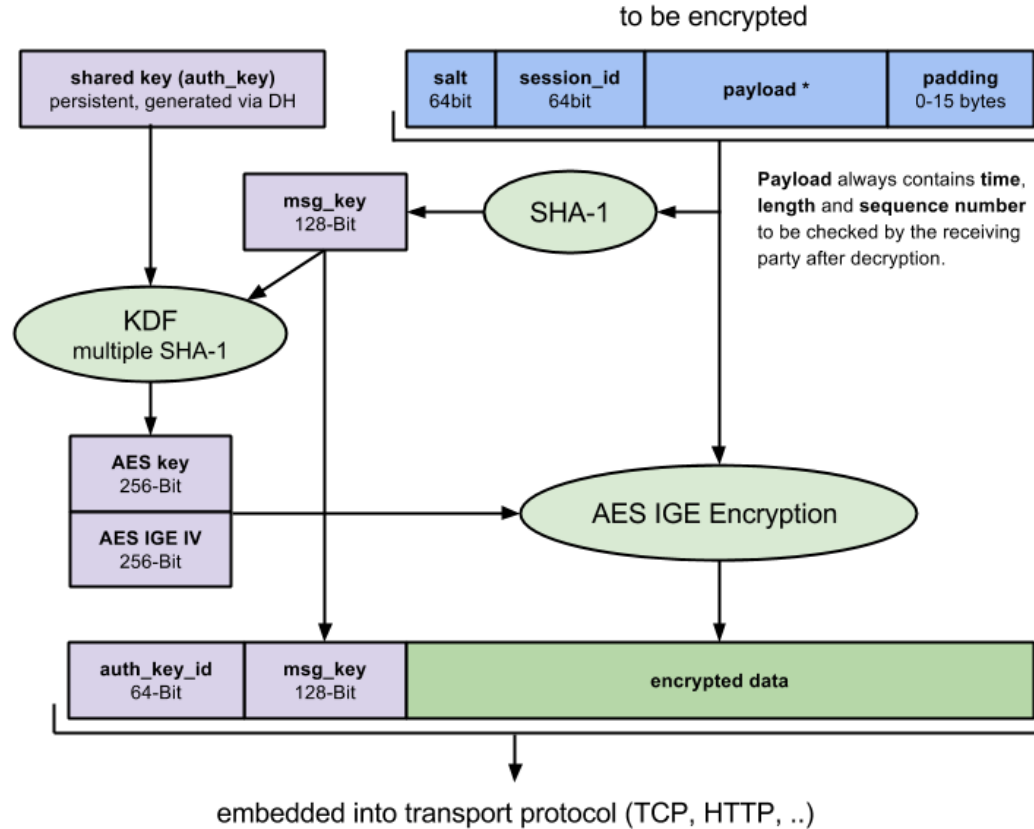 to be encrypted
shared key (auth_key)
persistent, generated via DH
salt
64bit
session_id
64bit
payload *
padding
0-15 bytes
Payload always contains time,
length and sequence number
to be checked by the receiving
party after decryption.
msg_key
128-Bit
SHA-1
KDF
multiple SHA-1
AES key
256-Bit
AES IGE IV
256-Bit
AES IGE Encryption
auth_key_id
64-Bit
msg_key
128-Bit
encrypted data
embedded into transport protocol (TCP, HTTP, ..)